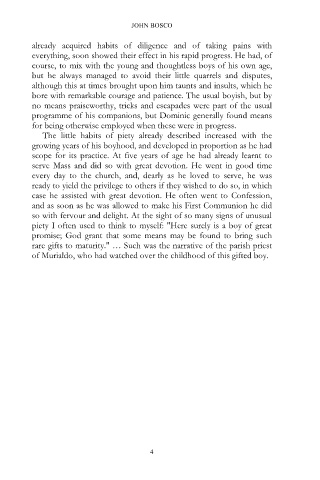 JOHN BOSCO
already acquired habits of diligence and of taking pains with
everything, soon showed their effect in his rapid progress. He had, of
course, to mix with the young and thoughtless boys of his own age,
but he always managed to avoid their little quarrels and disputes,
although this at times brought upon him taunts and insults, which he
bore with remarkable courage and patience. The usual boyish, but by
no means praiseworthy, tricks and escapades were part of the usual
programme of his companions, but Dominic generally found means
for being otherwise employed when these were in progress.
The little habits of piety already described increased with the
growing years of his boyhood, and developed in proportion as he had
scope for its practice. At five years of age he had already learnt to
serve Mass and did so with great devotion. He went in good time
every day to the church, and, dearly as he loved to serve, he was
ready to yield the privilege to others if they wished to do so, in which
case he assisted with great devotion. He often went to Confession,
and as soon as he was allowed to make his First Communion he did
so with fervour and delight. At the sight of so many signs of unusual
piety I often used to think to myself: "Here surely is a boy of great
promise; God grant that some means may be found to bring such
rare gifts to maturity." … Such was the narrative of the parish priest
of Murialdo, who had watched over the childhood of this gifted boy.
4